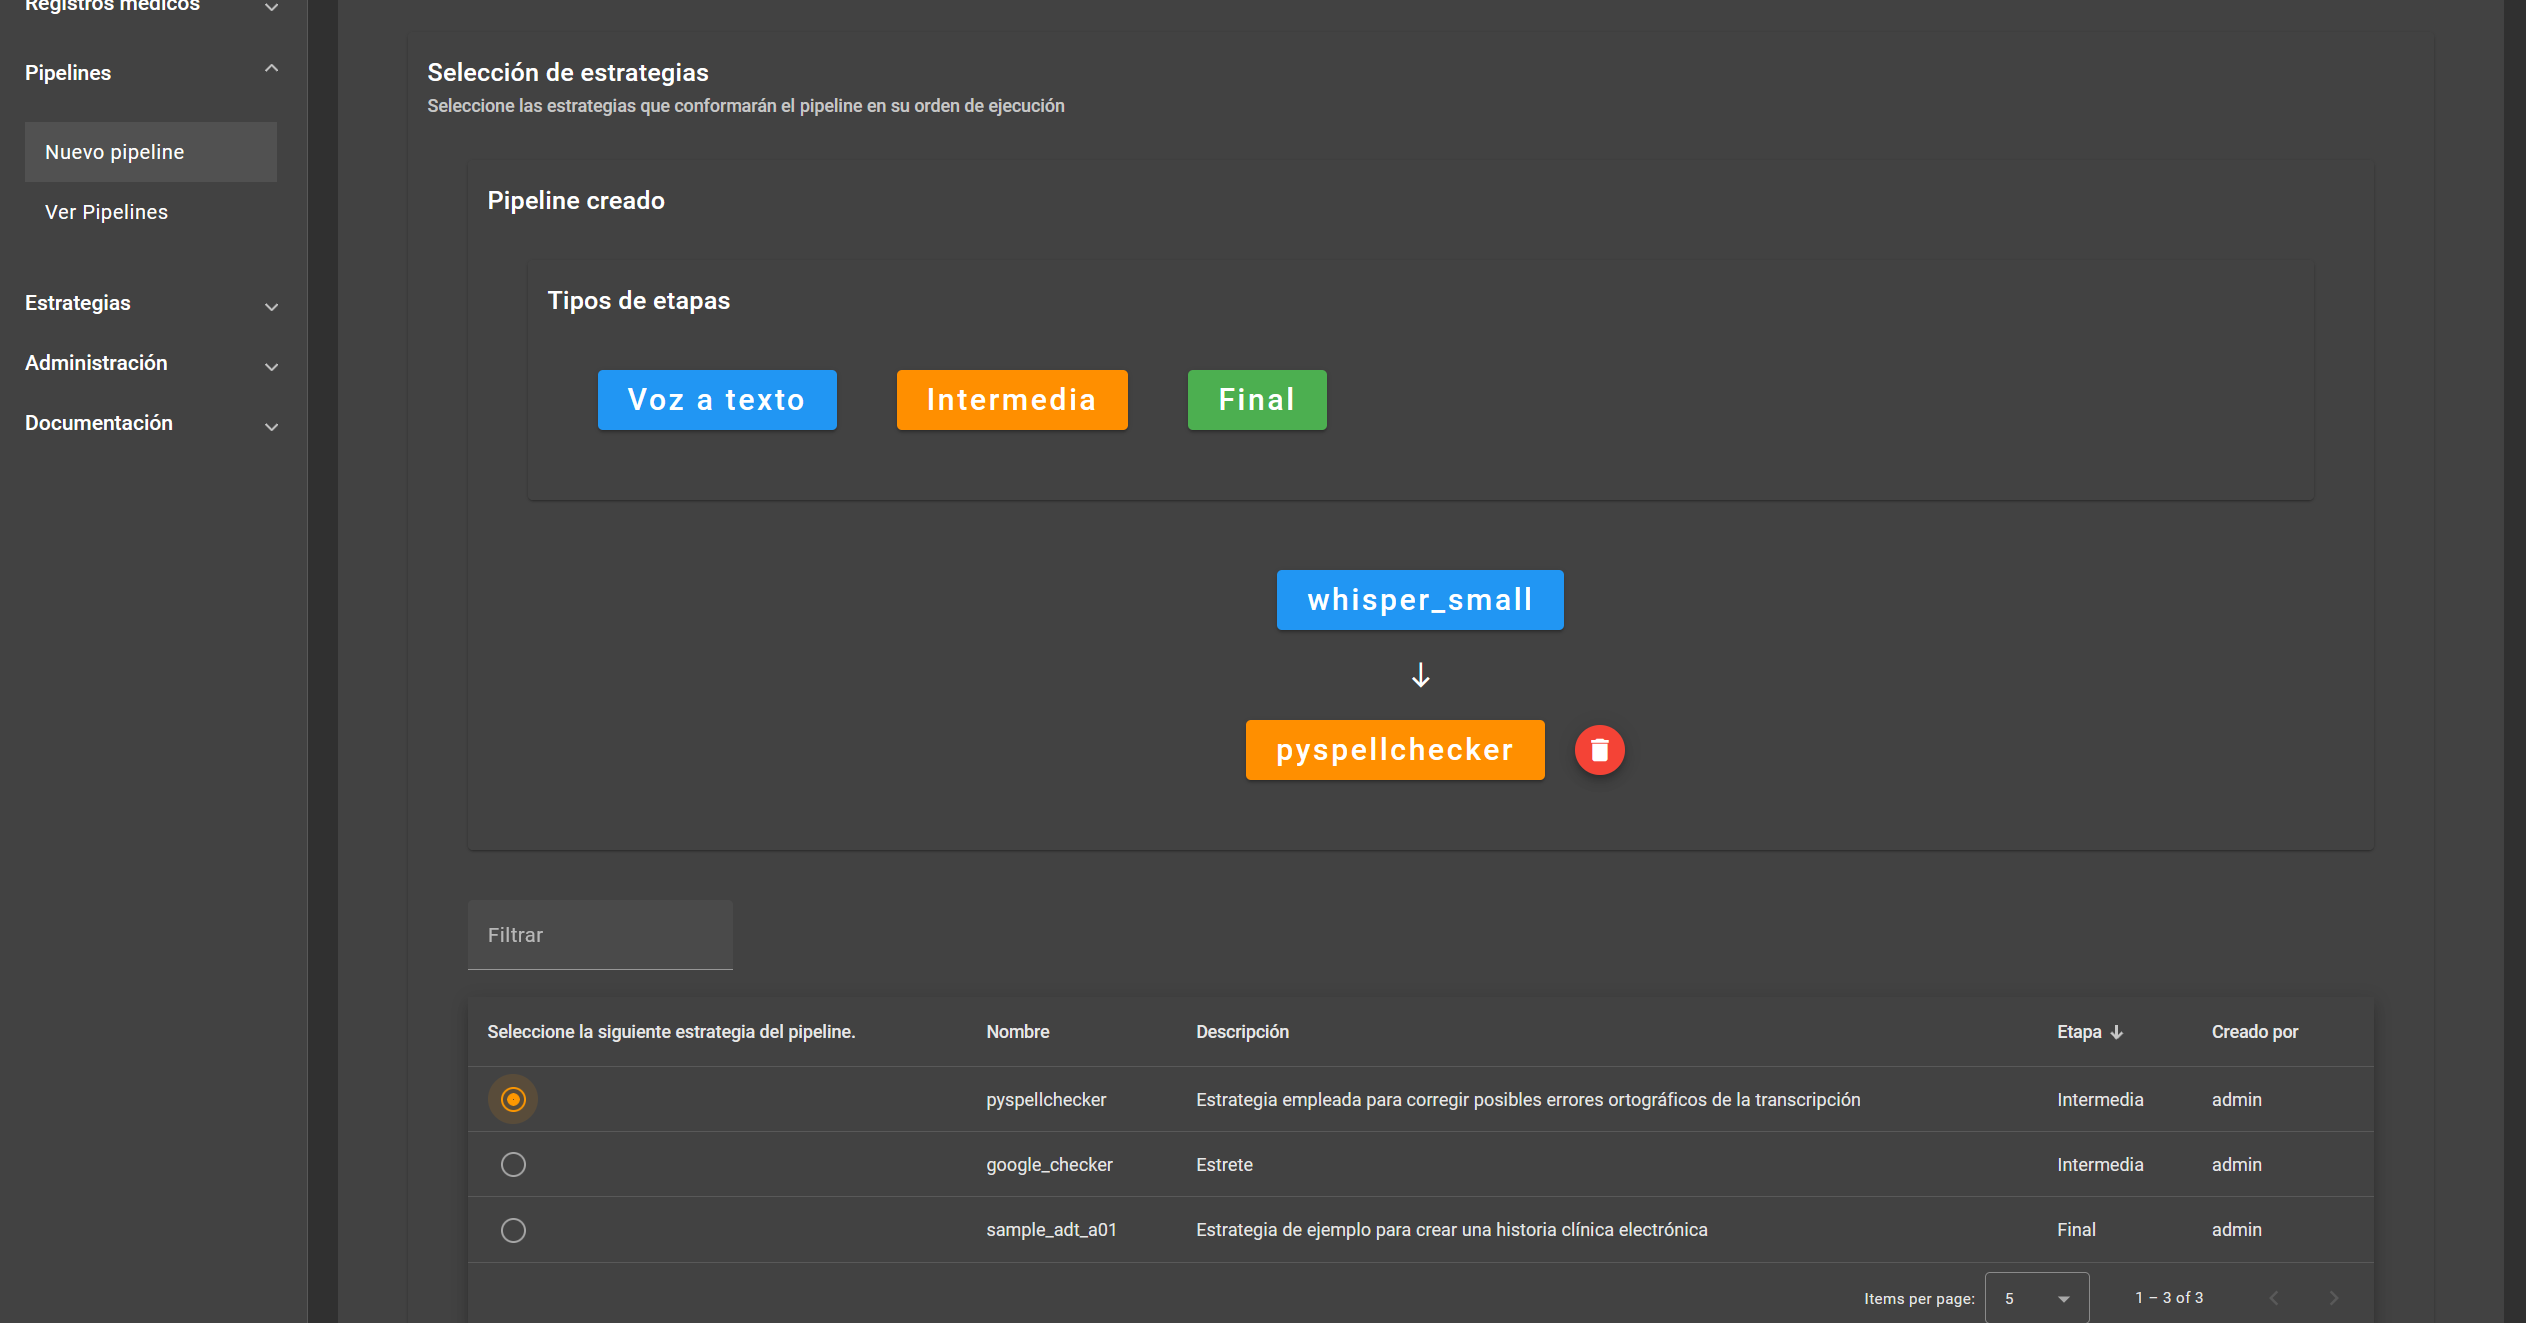 Registros médicos
Pipelines
Nuevo pipeline
Ver Pipelines
Estrategias
Administración
Documentación
Selección de estrategias
Seleccione las estrategias que conformarán el pipeline en su orden de ejecución
Pipeline creado
Tipos de etapas
Voz a texto Intermedia Final
whisper_small
pyspellchecker
Filtrar
Seleccione la siguiente estrategia del pipeline. Nombre Descripción Etapa Creado por
pyspellchecker Estrategia empleada para corregir posibles errores ortográficos de la transcripción Intermedia admin
google_checker Estrete Intermedia admin
sample_adt_a01 Estrategia de ejemplo para crear una historia clínica electrónica Final admin
Items per page: 5 1 – 3 of 3